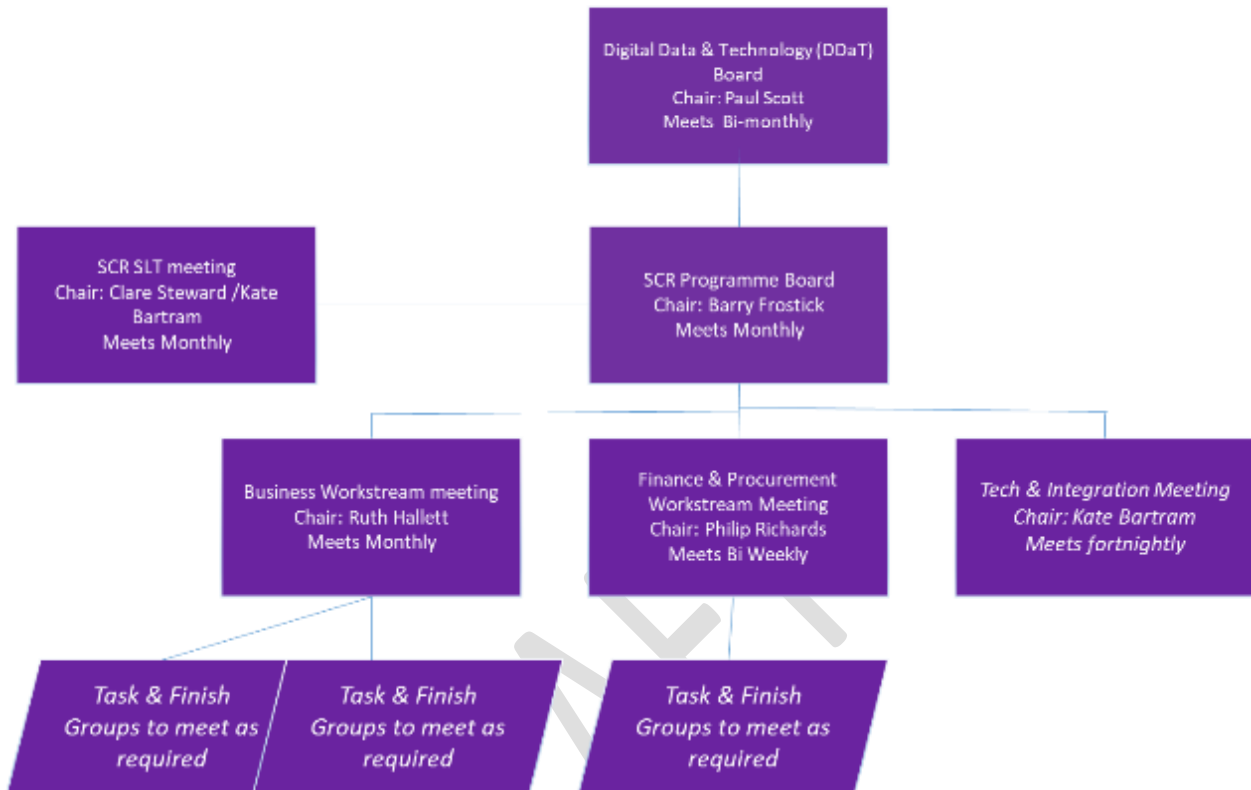 Digital Data & Technology (DDaT)
Board
Chair: Paul Scott
Meets Bi-monthly
SCR SLT meeting
Chair: Clare Steward /Kate
Bartram
Meets Monthly
SCR Programme Board
Chair: Barry Frostick
Meets Monthly
Business Workstream meeting
Chair: Ruth Hallett
Meets Monthly
Finance & Procurement
Workstream Meeting
Chair: Philip Richards
Meets Bi Weekly
Tech & Integration Meeting
Chair: Kate Bartram
Meets fortnightly
Task & Finish
Groups to meet as
required
Task & Finish
Groups to meet as
required
Task & Finish
Groups to meet as
required